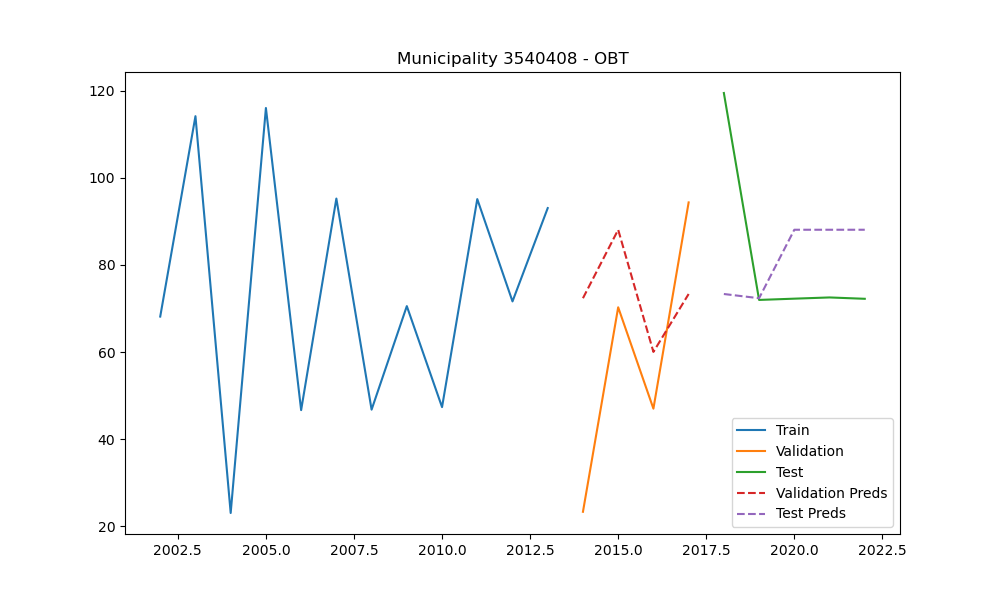 Municipality 3540408 - OBT
120
100
80
60
40
20
2002.5 2005.0 2007.5 2010.0 2012.5 2015.0 2017.5 2020.0 2022.5
Train
Validation
Test
Validation Preds
Test Preds